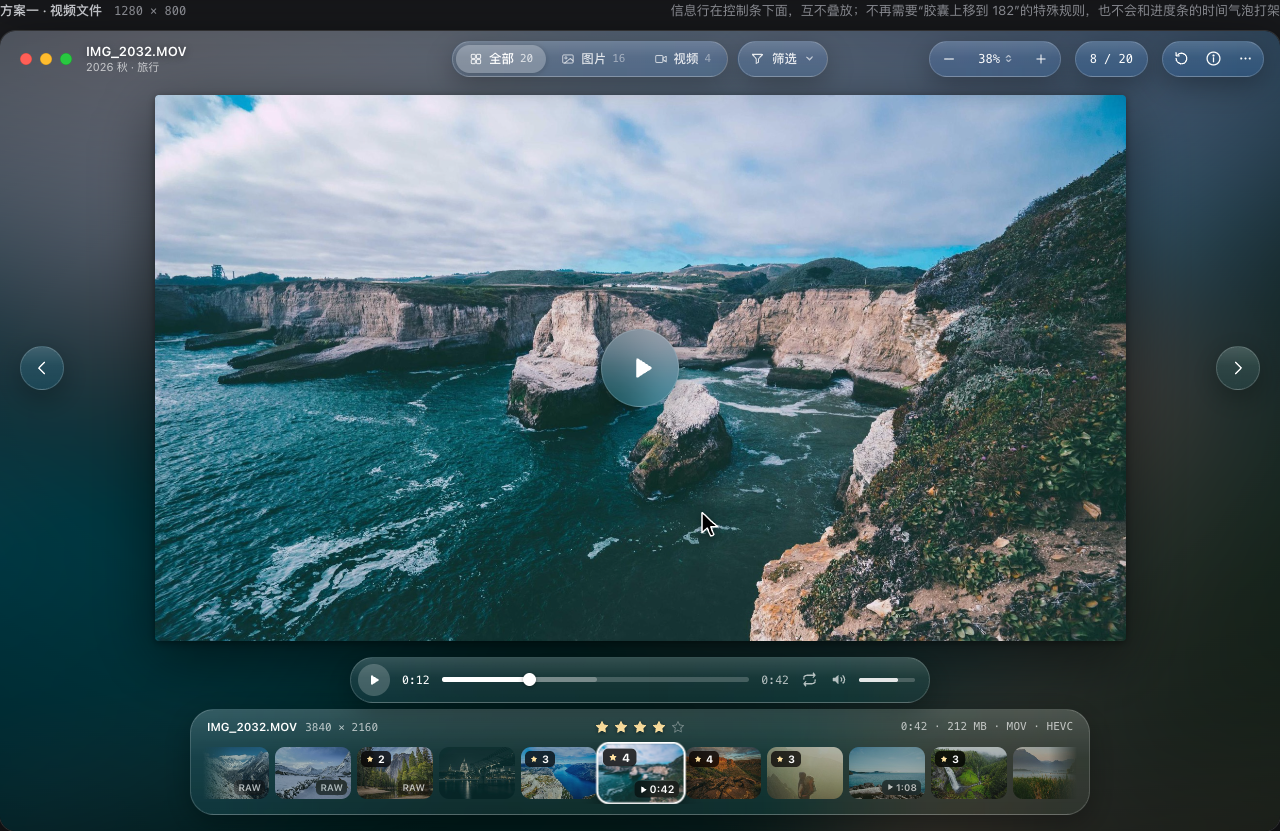 方案一 · 视频文件 1280 × 800
信息行在控制条下面，互不叠放；不再需要“胶囊上移到 182”的特殊规则，也不会和进度条的时间气泡打架
IMG_2032.MOV
2026 秋 · 旅行
全部 20 图片 16 视频 4
筛选
38%
8 / 20
0:12
0:42
IMG_2032.MOV 3840 × 2160
0:42 · 212 MB · MOV · HEVC
RAW
RAW
2
RAW
3
4
0:42
4
3
1:08
3